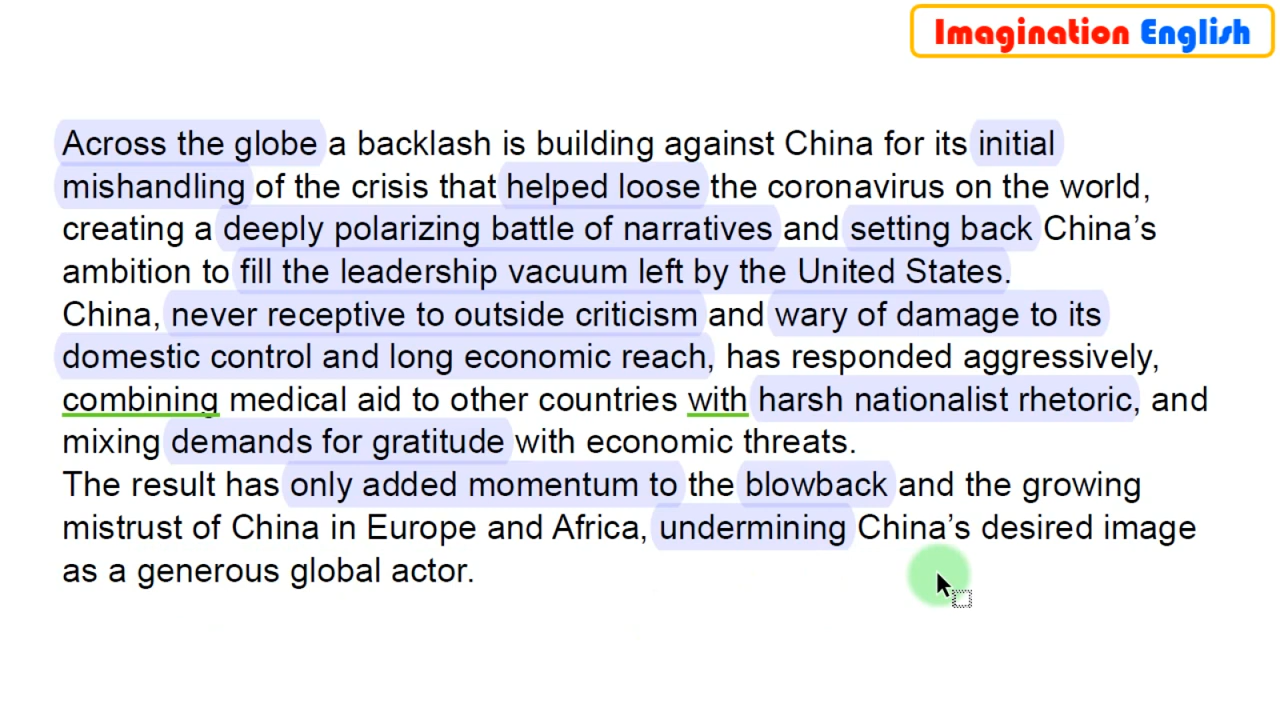 Imagination English
Across the globe a backlash is building against China for its initial
mishandling of the crisis that helped loose the coronavirus on the world,
creating a deeply polarizing battle of narratives and setting back China’s
ambition to fill the leadership vacuum left by the United States.
China, never receptive to outside criticism and wary of damage to its
domestic control and long economic reach, has responded aggressively,
combining medical aid to other countries with harsh nationalist rhetoric, and
mixing demands for gratitude with economic threats.
The result has only added momentum to the blowback and the growing
mistrust of China in Europe and Africa, undermining China’s desired image
as a generous global actor.